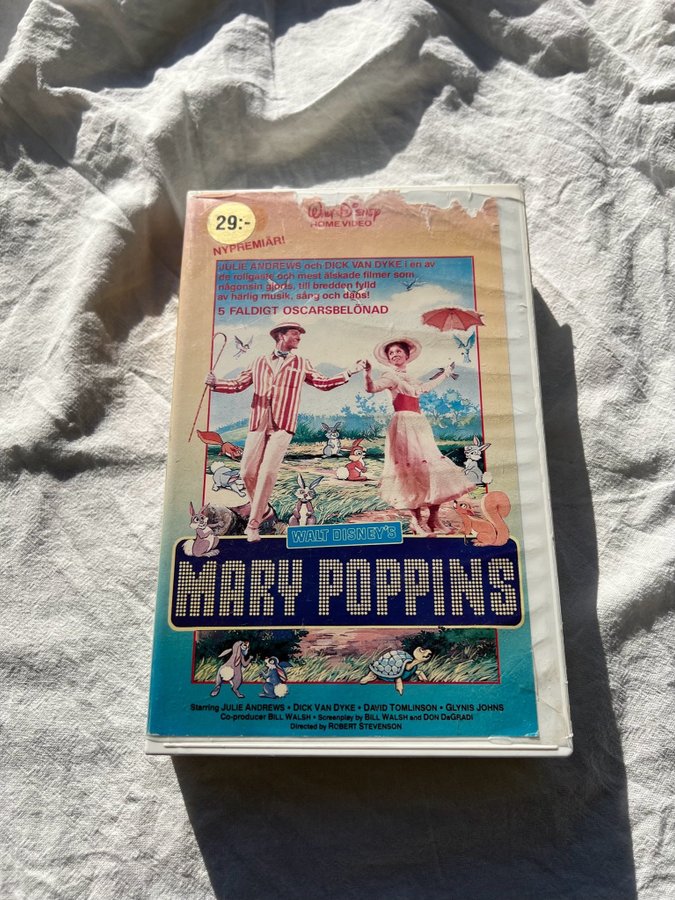 29:-
Walt Disney
HOME VIDEO
NYPREMIÄR!
JULIE ANDREWS och DICK VAN DYKE i en av
de roligaste och mest älskade filmer som
någonsin gjorts, till bredden fylld
av härlig musik, sång och dans!
5 FALDIGT OSCARSBELÖNAD
WALT DISNEY'S
MARY POPPINS
Starring JULIE ANDREWS • DICK VAN DYKE • DAVID TOMLINSON • GLYNIS JOHNS
Co-producer BILL WALSH • Screenplay by BILL WALSH and DON DaGRADI
Directed by ROBERT STEVENSON